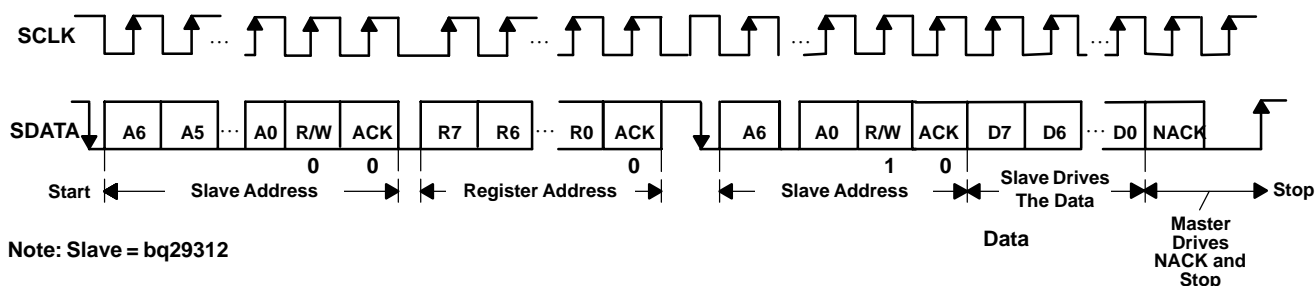 SCLK ... ... ... ... ...
SDATA A6 A5 ... A0 R/W ACK R7 R6 ... R0 ACK A6 A0 R/W ACK D7 D6 ... D0 NACK
0 0 0 1 0
Start Slave Address Register Address Slave Address Slave Drives The Data Stop
Note: Slave = bq29312
Data
Master
Drives
NACK and
Stop